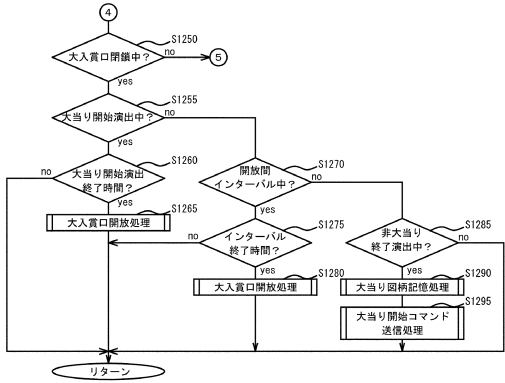 4
S1250
大入賞口閉鎖中？
no
5
yes
S1255
大当り開始演出中？
no
yes
S1260
no
大当り開始演出
終了時間？
yes
S1265
大入賞口開放処理
S1270
開放間
インターバル中？
no
yes
S1275
no
インターバル
終了時間？
yes
S1280
大入賞口開放処理
S1285
非大当り
終了演出中？
no
yes
S1290
大当り図柄記憶処理
S1295
大当り開始コマンド
送信処理
リターン